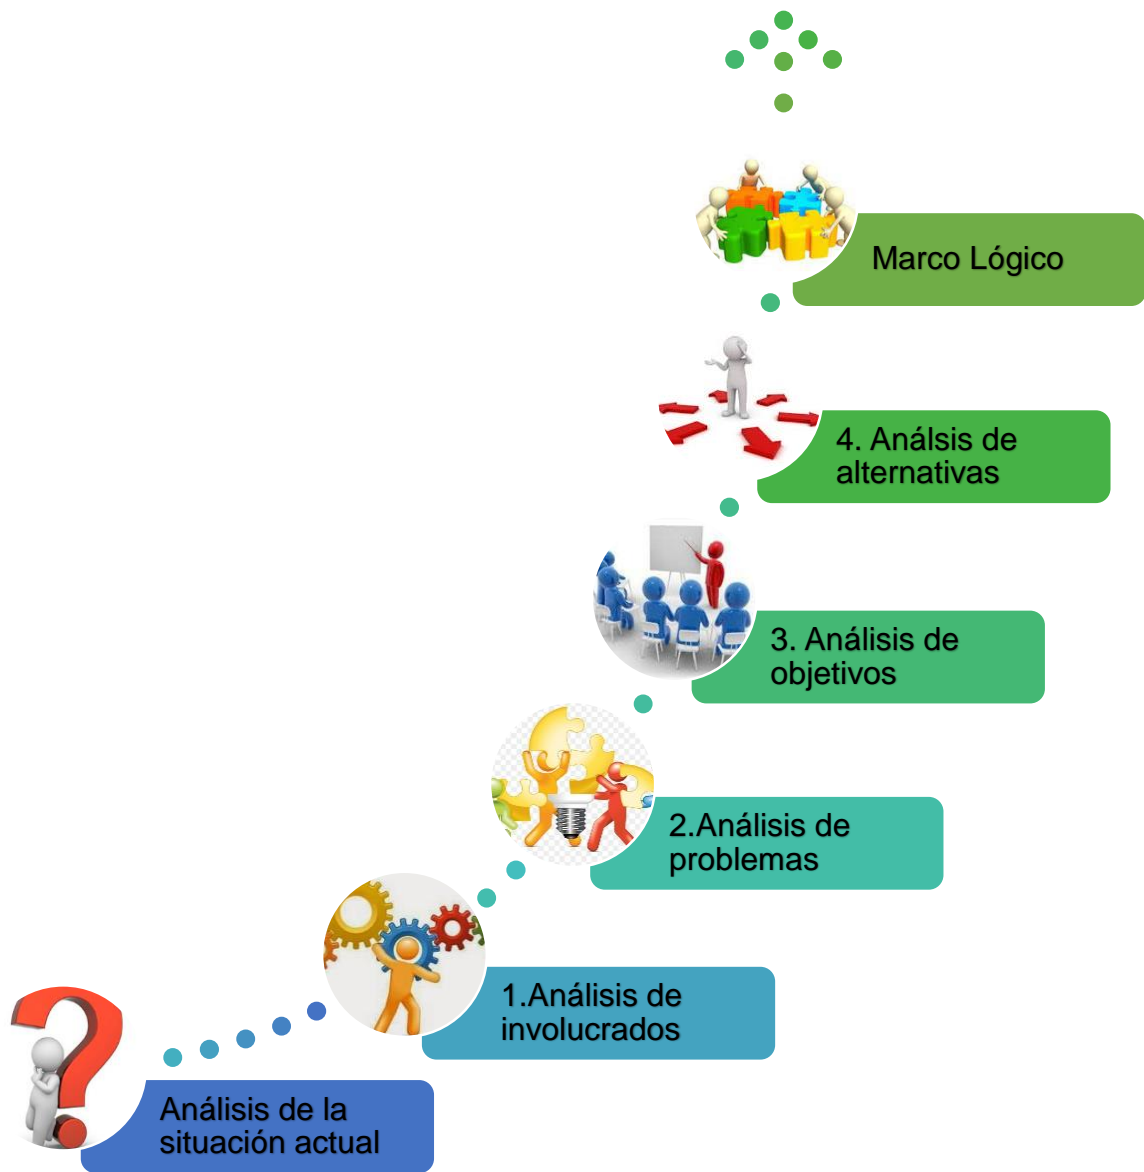 Marco Lógico
4. Análsis de
alternativas
3. Análisis de
objetivos
2.Análisis de
problemas
1.Análisis de
involucrados
Análisis de la
situación actual